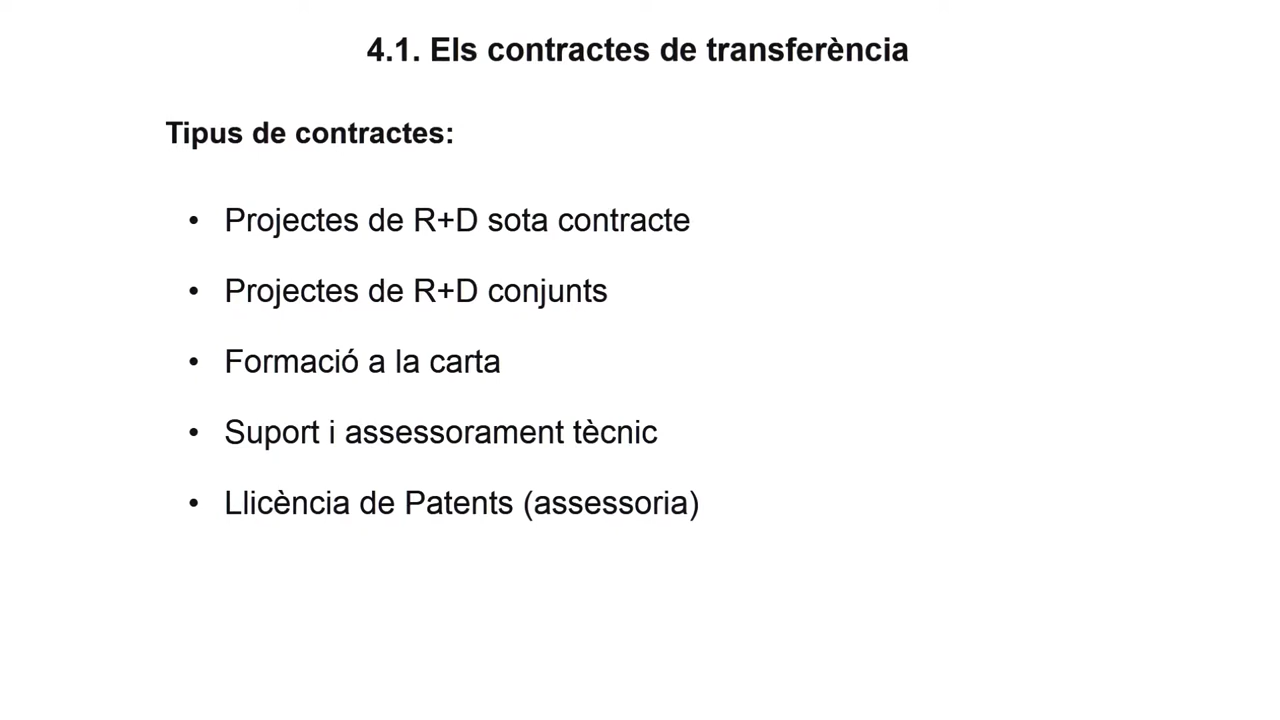 4.1. Els contractes de transferència
Tipus de contractes:
• Projectes de R+D sota contracte
• Projectes de R+D conjunts
• Formació a la carta
• Suport i assessorament tècnic
• Llicència de Patents (assessoria)